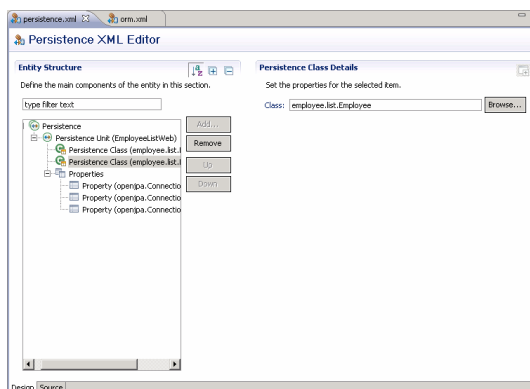 persistence.xml orm.xml
Persistence XML Editor
Entity Structure
Define the main components of the entity in this section.
type filter text
Persistence
Persistence Unit (EmployeeListWeb)
Persistence Class (employee.list.
Persistence Class (employee.list.
Properties
Property (openjpa.Connectio
Property (openjpa.Connectio
Property (openjpa.Connectio
Add...
Remove
Up
Down
Persistence Class Details
Set the properties for the selected item.
Class: employee.list.Employee Browse...
Design Source